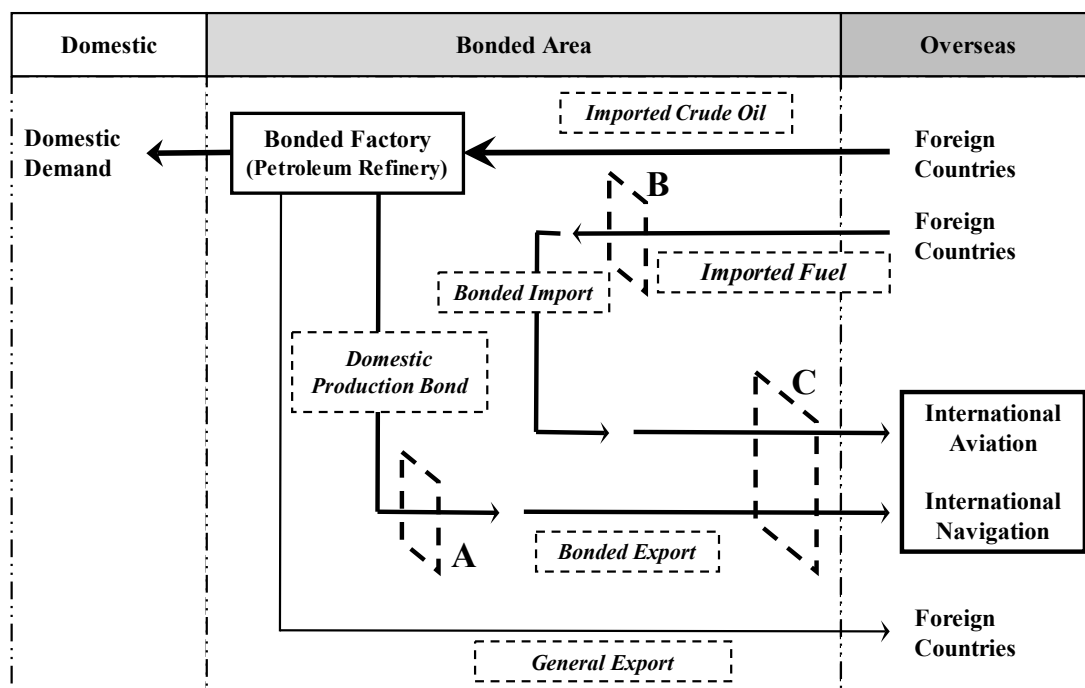 Domestic
Bonded Area
Overseas
Imported Crude Oil
Domestic
Demand
Bonded Factory
(Petroleum Refinery)
Foreign
Countries
B
Foreign
Countries
Imported Fuel
Bonded Import
Domestic
Production Bond
C
International
Aviation
International
Navigation
A
Bonded Export
Foreign
Countries
General Export